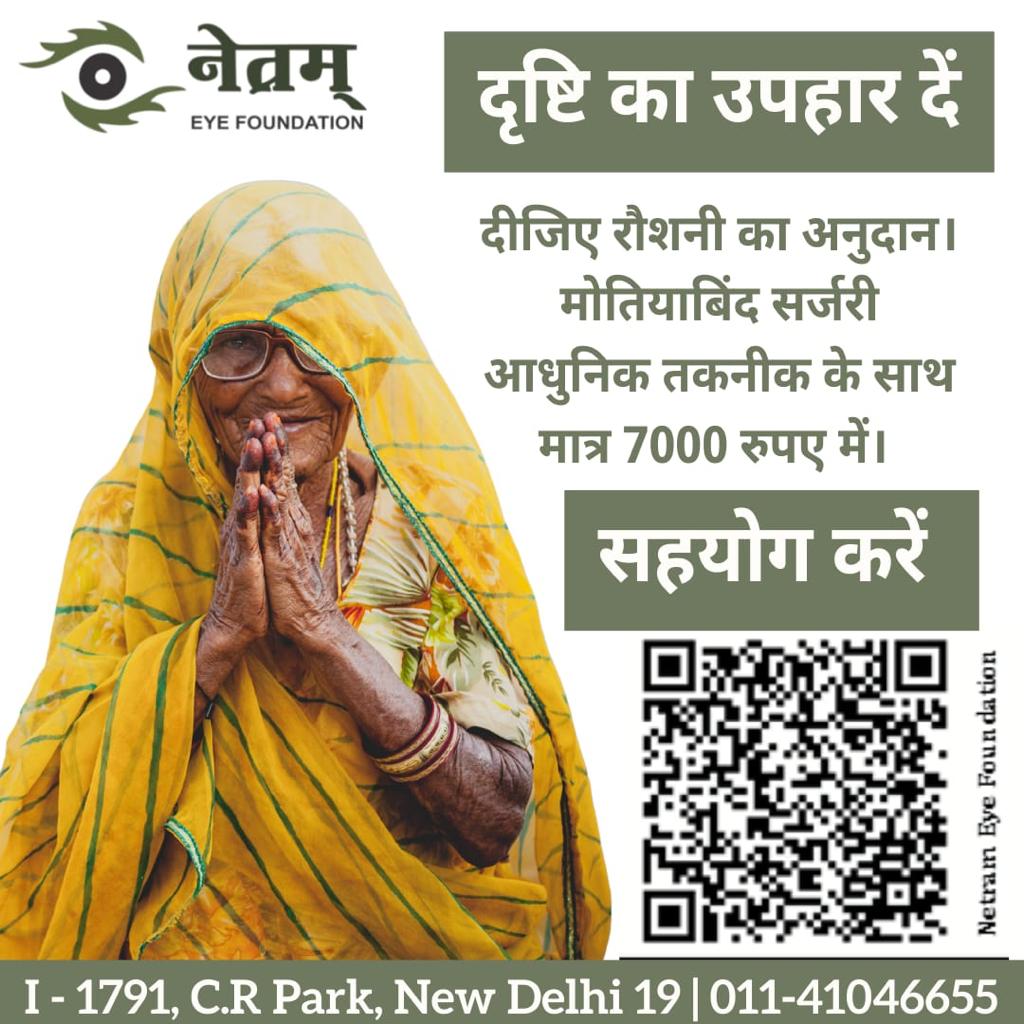 नेत्रम्
EYE FOUNDATION
दृष्टि का उपहार दें
दीजिए रौशनी का अनुदान।
मोतियाबिंद सर्जरी
आधुनिक तकनीक के साथ
मात्र 7000 रुपए में।
सहयोग करें
Netram Eye Foundation
I - 1791, C.R Park, New Delhi 19 | 011-41046655